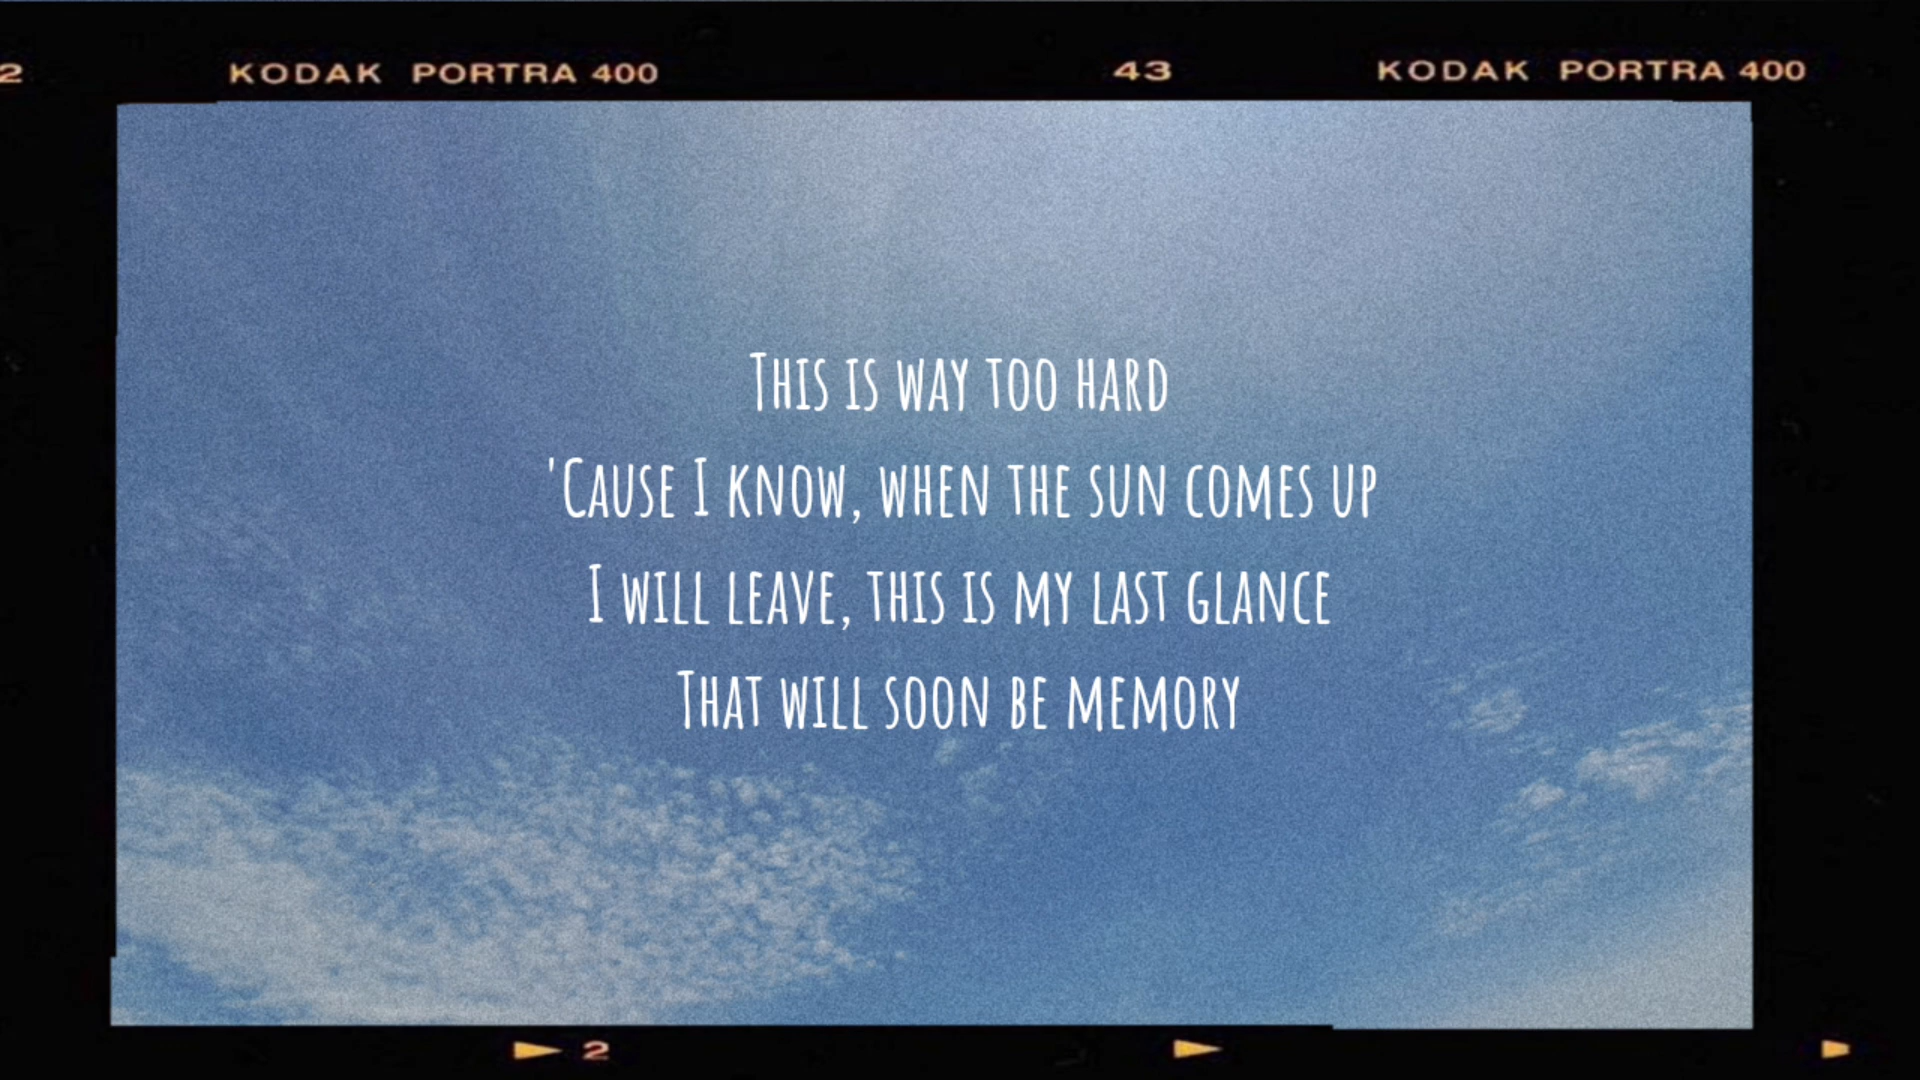 2 KODAK PORTRA 400 43 KODAK PORTRA 400
This is way too hard
'Cause I know, when the sun comes up
I will leave, this is my last glance
That will soon be memory
2